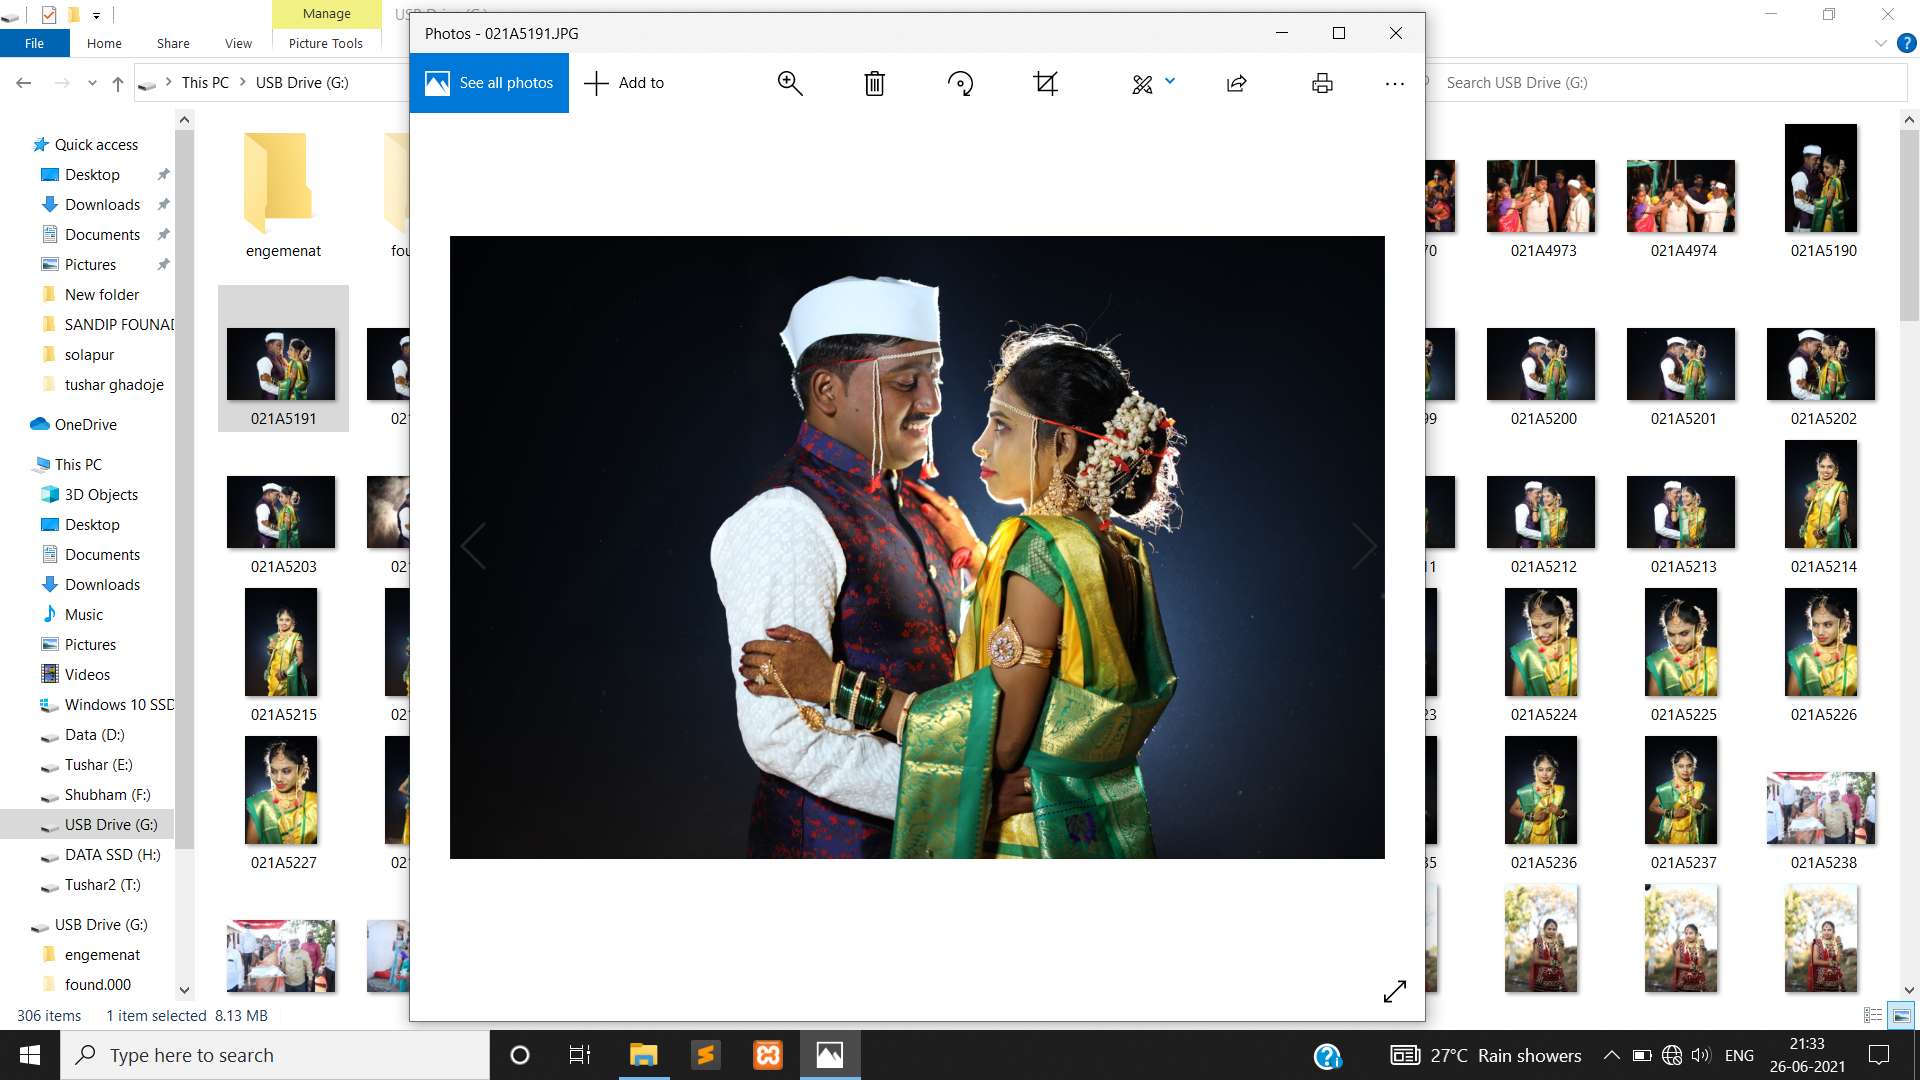 Manage
File
Home
Share
View
Picture Tools
Photos - 021A5191.JPG
See all photos
Add to
This PC
USB Drive (G:)
Search USB Drive (G:)
Quick access
Desktop
Downloads
Documents
Pictures
New folder
SANDIP FOUNAD
solapur
tushar ghadoje
OneDrive
This PC
3D Objects
Desktop
Documents
Downloads
Music
Pictures
Videos
Windows 10 SSD
Data (D:)
Tushar (E:)
Shubham (F:)
USB Drive (G:)
DATA SSD (H:)
Tushar2 (T:)
USB Drive (G:)
engemenat
found.000
engemenat
fou
70
021A4973
021A4974
021A5190
021A5191
021
99
021A5200
021A5201
021A5202
021A5203
021
11
021A5212
021A5213
021A5214
021A5215
021
23
021A5224
021A5225
021A5226
021A5227
021
35
021A5236
021A5237
021A5238
306 items
1 item selected 8.13 MB
Type here to search
27°C Rain showers
ENG
21:33
26-06-2021